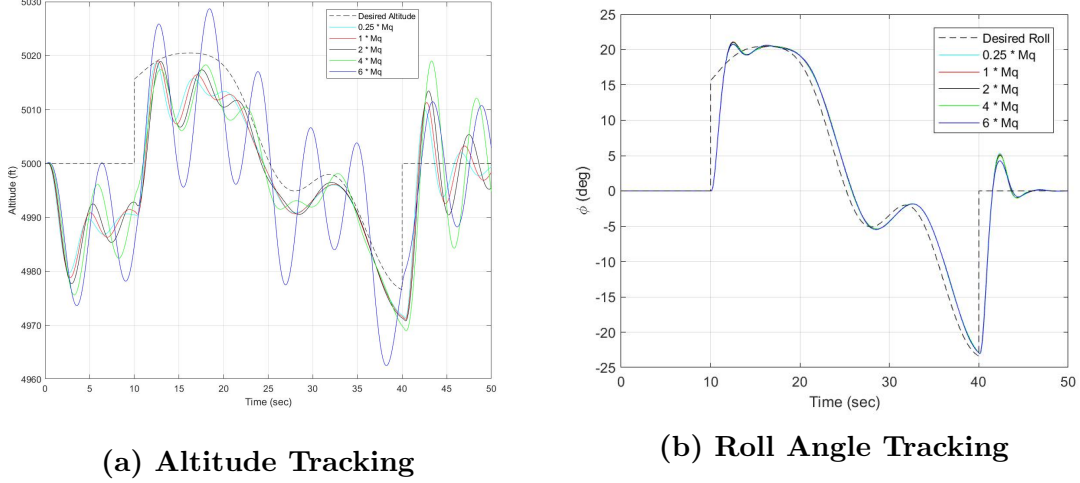 5030
5020
5010
5000
4990
4980
4970
4960
Altitude (ft)
0 5 10 15 20 25 30 35 40 45 50
Time (sec)
Desired Altitude
0.25 * Mq
1 * Mq
2 * Mq
4 * Mq
6 * Mq
(a) Altitude Tracking
25
20
15
10
5
0
-5
-10
-15
-20
-25
ϕ (deg)
0 10 20 30 40 50
Time (sec)
Desired Roll
0.25 * Mq
1 * Mq
2 * Mq
4 * Mq
6 * Mq
(b) Roll Angle Tracking